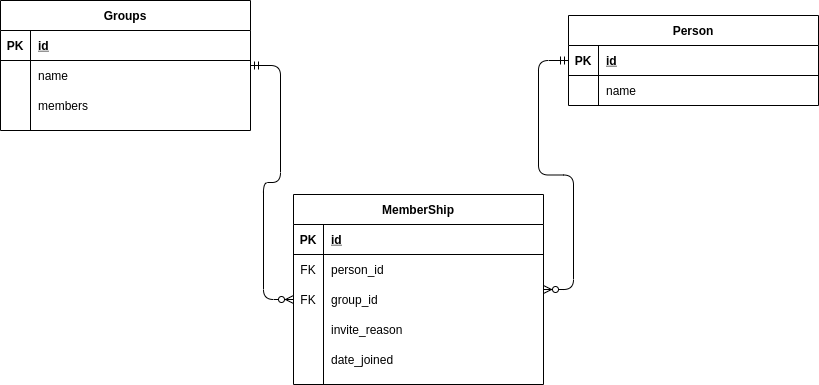 Groups
PK id
name
members
Person
PK id
name
MemberShip
PK id
FK person_id
FK group_id
invite_reason
date_joined